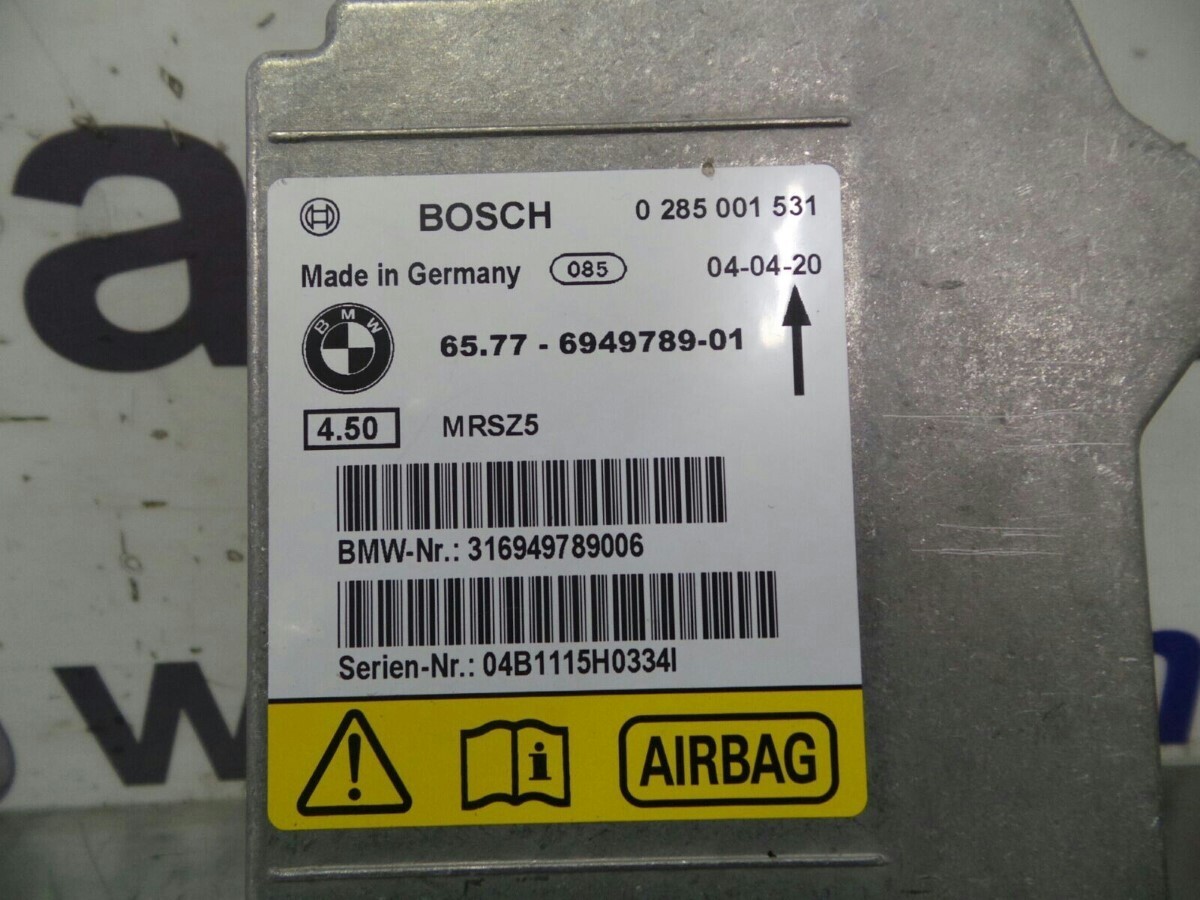 BOSCH 0 285 001 531
Made in Germany 085 04-04-20
BMW 65.77 - 6949789-01
4.50 MRSZ5
BMW-Nr.: 316949789006
Serien-Nr.: 04B1115H0334I
AIRBAG